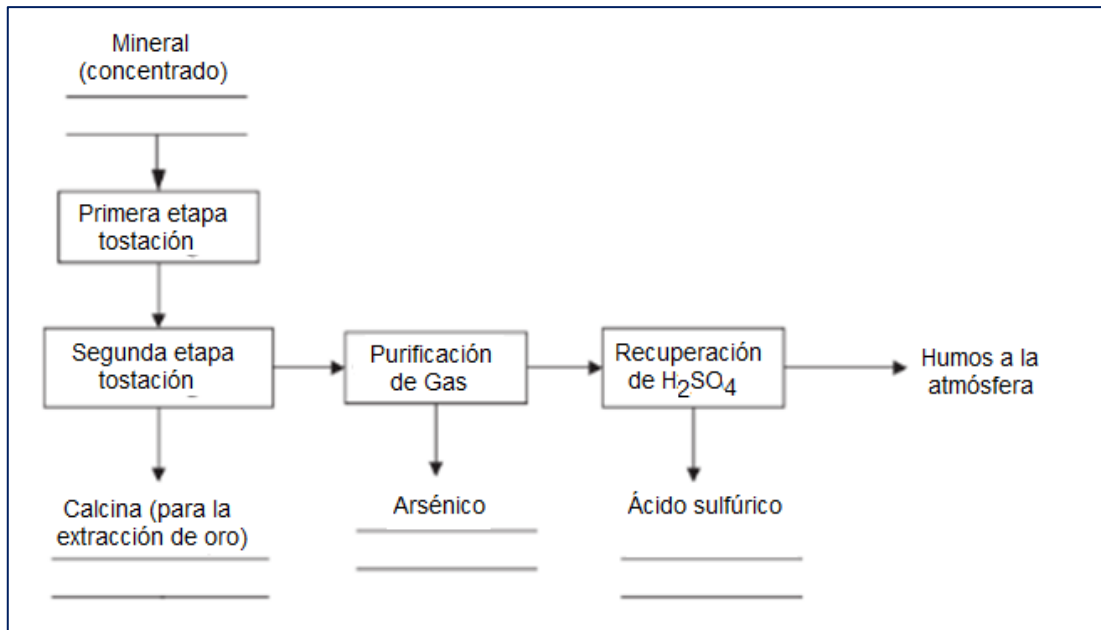 Mineral
(concentrado)
Primera etapa
tostación
Segunda etapa
tostación
Purificación
de Gas
Recuperación
de H₂SO₄
Humos a la
atmósfera
Calcina (para la
extracción de oro)
Arsénico
Ácido sulfúrico